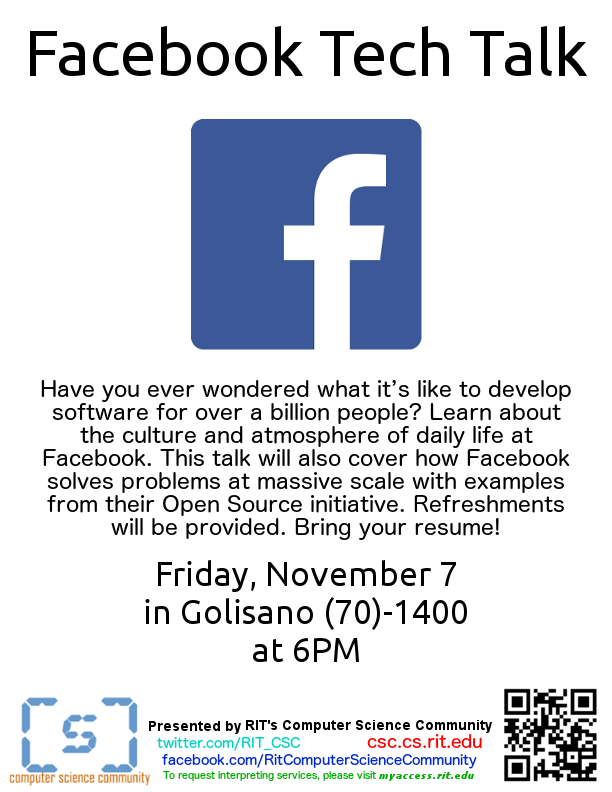 Facebook Tech Talk
f
Have you ever wondered what it’s like to develop
software for over a billion people? Learn about
the culture and atmosphere of daily life at
Facebook. This talk will also cover how Facebook
solves problems at massive scale with examples
from their Open Source initiative. Refreshments
will be provided. Bring your resume!
Friday, November 7
in Golisano (70)-1400
at 6PM
[S]
computer science community
Presented by RIT's Computer Science Community
twitter.com/RIT_CSC csc.cs.rit.edu
facebook.com/RitComputerScienceCommunity
To request interpreting services, please visit myaccess.rit.edu